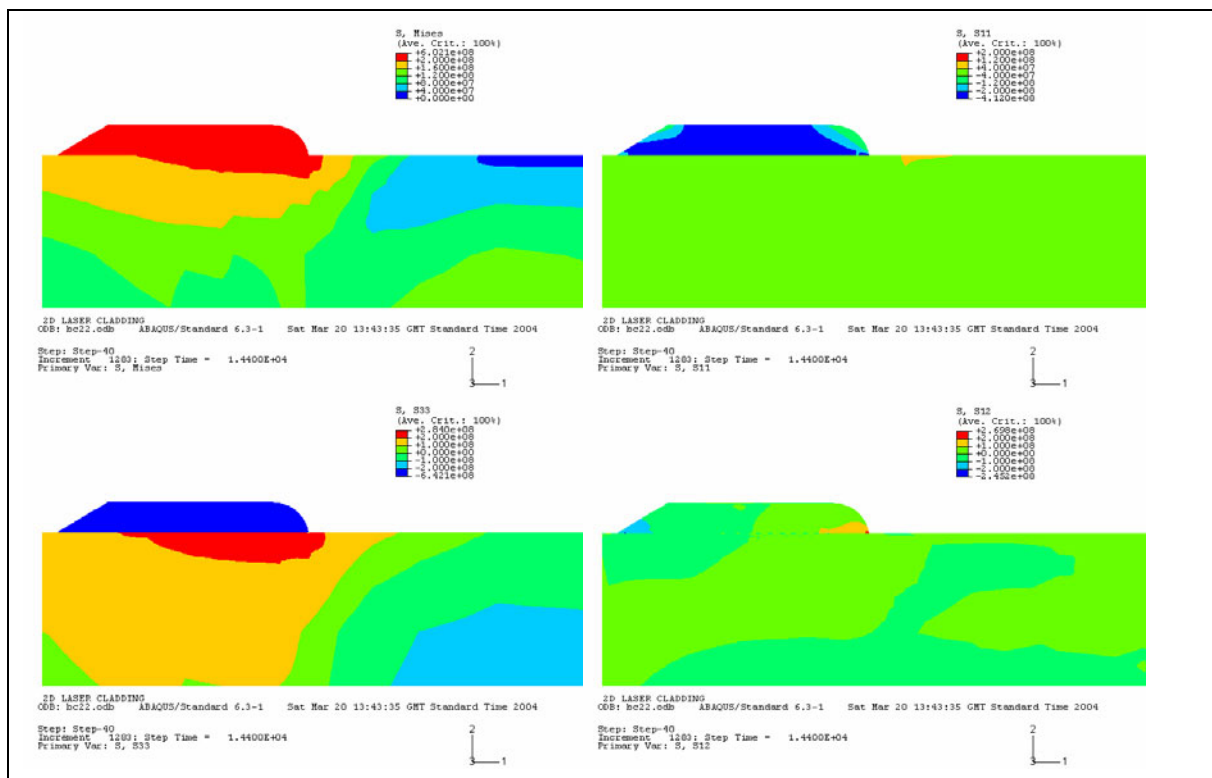 S, Mises
(Ave. Crit.: 100%)
+6.021e+08
+2.000e+08
+1.600e+08
+1.200e+08
+8.000e+07
+4.000e+07
+0.000e+00
2D LASER CLADDING
ODB: bc22.odb ABAQUS/Standard 6.3-1 Sat Mar 20 13:43:35 GMT Standard Time 2004
Step: Step-40
Increment 1283: Step Time = 1.4400E+04
Primary Var: S, Mises
2
3 1
S, S11
(Ave. Crit.: 100%)
+2.000e+08
+1.200e+08
+4.000e+07
-4.000e+07
-1.200e+08
-2.000e+08
-4.120e+08
2D LASER CLADDING
ODB: bc22.odb ABAQUS/Standard 6.3-1 Sat Mar 20 13:43:35 GMT Standard Time 2004
Step: Step-40
Increment 1283: Step Time = 1.4400E+04
Primary Var: S, S11
2
3 1
S, S33
(Ave. Crit.: 100%)
+2.840e+08
+2.000e+08
+1.000e+08
+0.000e+00
-1.000e+08
-2.000e+08
-6.421e+08
2D LASER CLADDING
ODB: bc22.odb ABAQUS/Standard 6.3-1 Sat Mar 20 13:43:35 GMT Standard Time 2004
Step: Step-40
Increment 1283: Step Time = 1.4400E+04
Primary Var: S, S33
2
3 1
S, S12
(Ave. Crit.: 100%)
+2.698e+08
+2.000e+08
+1.000e+08
+0.000e+00
-1.000e+08
-2.000e+08
-2.452e+08
2D LASER CLADDING
ODB: bc22.odb ABAQUS/Standard 6.3-1 Sat Mar 20 13:43:35 GMT Standard Time 2004
Step: Step-40
Increment 1283: Step Time = 1.4400E+04
Primary Var: S, S12
2
3 1